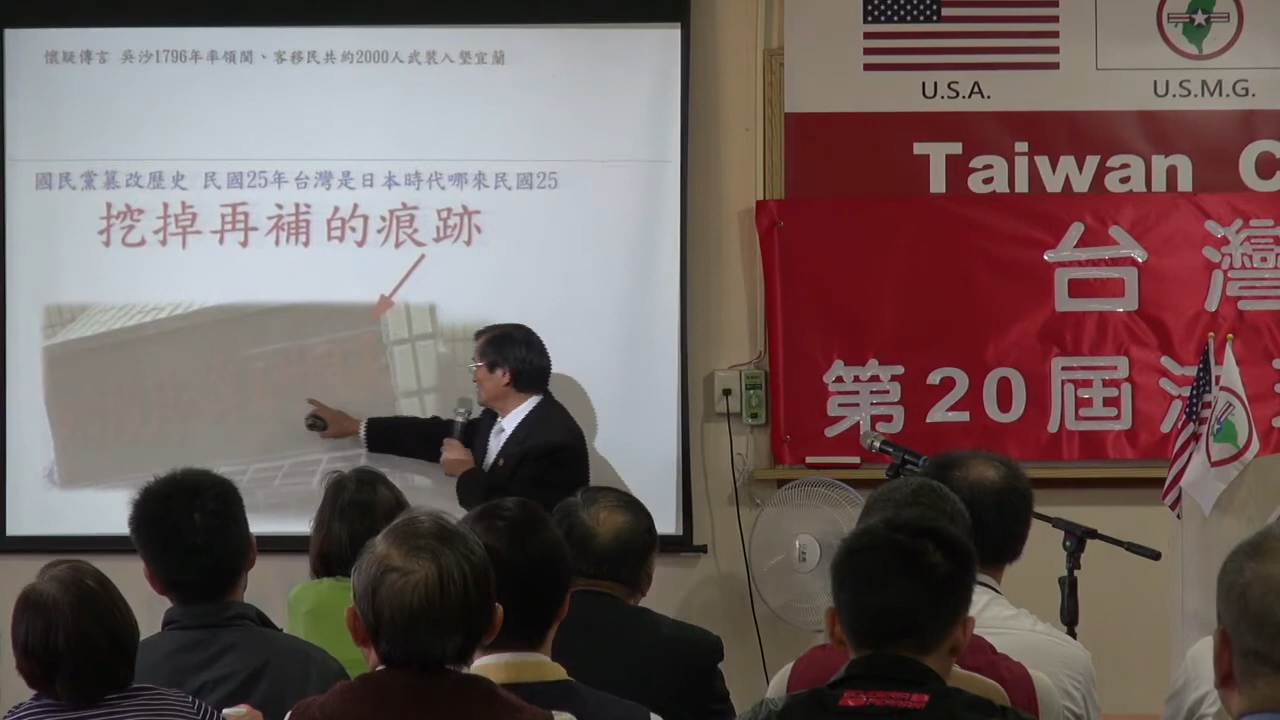 懷疑傳言 吳沙1796年率領閩、客移民共約2000人武裝入墾宜蘭
國民黨篡改歷史 民國25年台灣是日本時代哪來民國25
挖掉再補的痕跡
U.S.A.
U.S.M.G.
Taiwan C
台灣
第20屆法